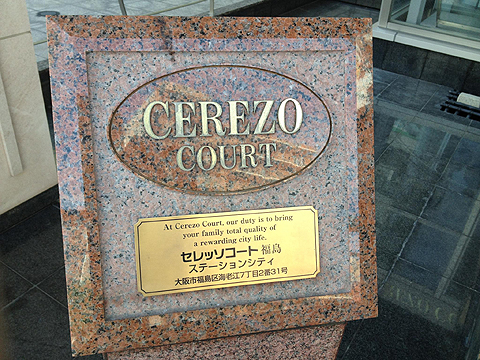 CEREZO
COURT
At Cerezo Court, our duty is to bring
your family total quality of
a rewarding city life.
セレッソコート福島
ステーションシティ
大阪市福島区海老江7丁目2番31号